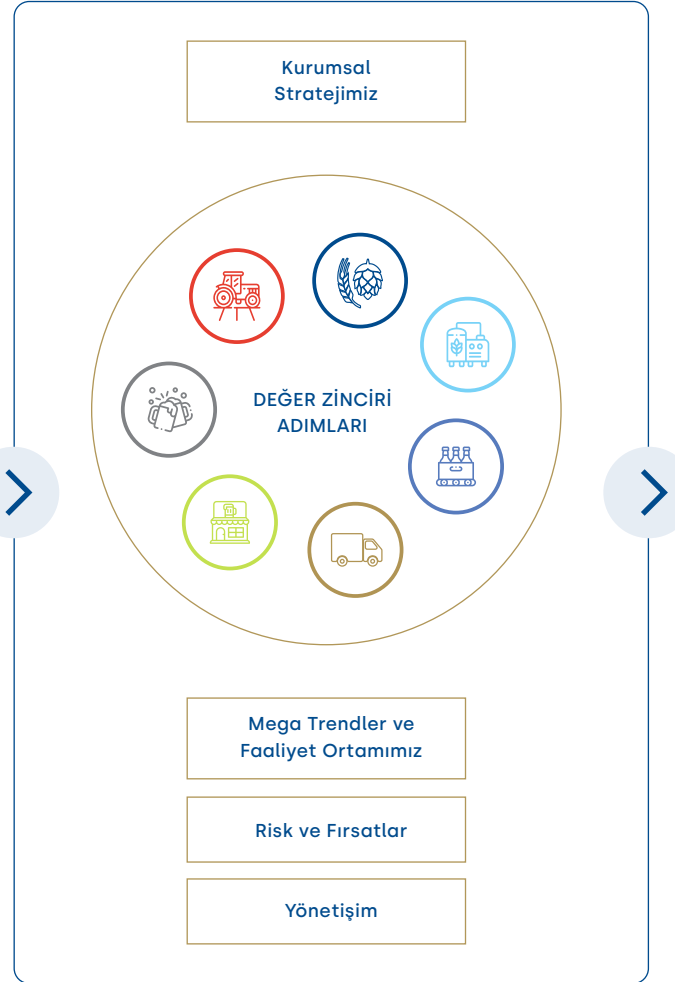 Kurumsal
Stratejimiz
DEĞER ZİNCİRİ
ADIMLARI
Mega Trendler ve
Faaliyet Ortamımız
Risk ve Fırsatlar
Yönetişim